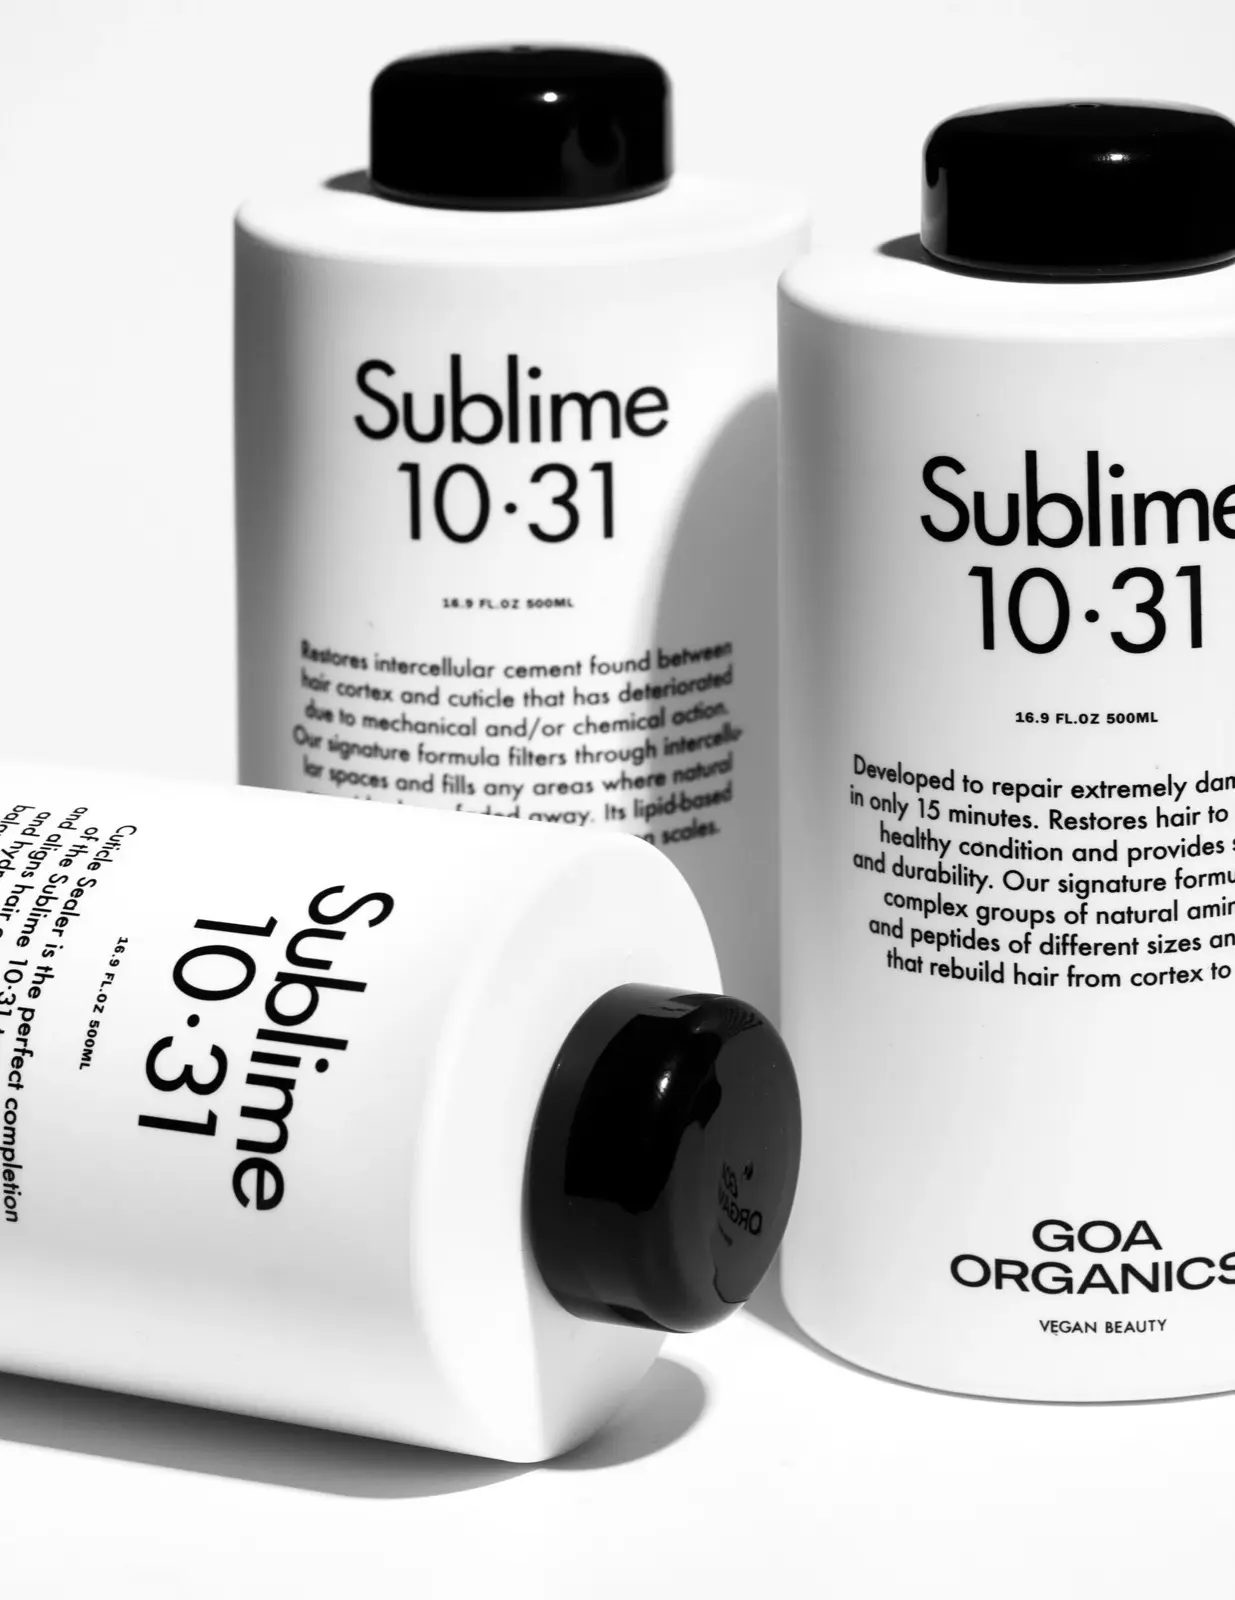 Sublime
10·31
16.9 FL.OZ 500ML
Restores intercellular cement found between
hair cortex and cuticle that has deteriorated
due to mechanical and/or chemical action.
Our signature formula filters through intercellu-
lar spaces and fills any areas where natural
away. Its lipid-based
scales.
Sublime
10·31
16.9 FL.OZ 500ML
Developed to repair extremely
in only 15 minutes. Restores hair to
healthy condition and provides
and durability. Our signature
complex groups of natural
and peptides of different sizes
that rebuild hair from cortex to
GOA
ORGANICS
VEGAN BEAUTY
Sublime
10·31
16.9 FL.OZ 500ML
Cuticle Sealer is the perfect completion
of the Sublime 10·31
and aligns hair
and
GOA